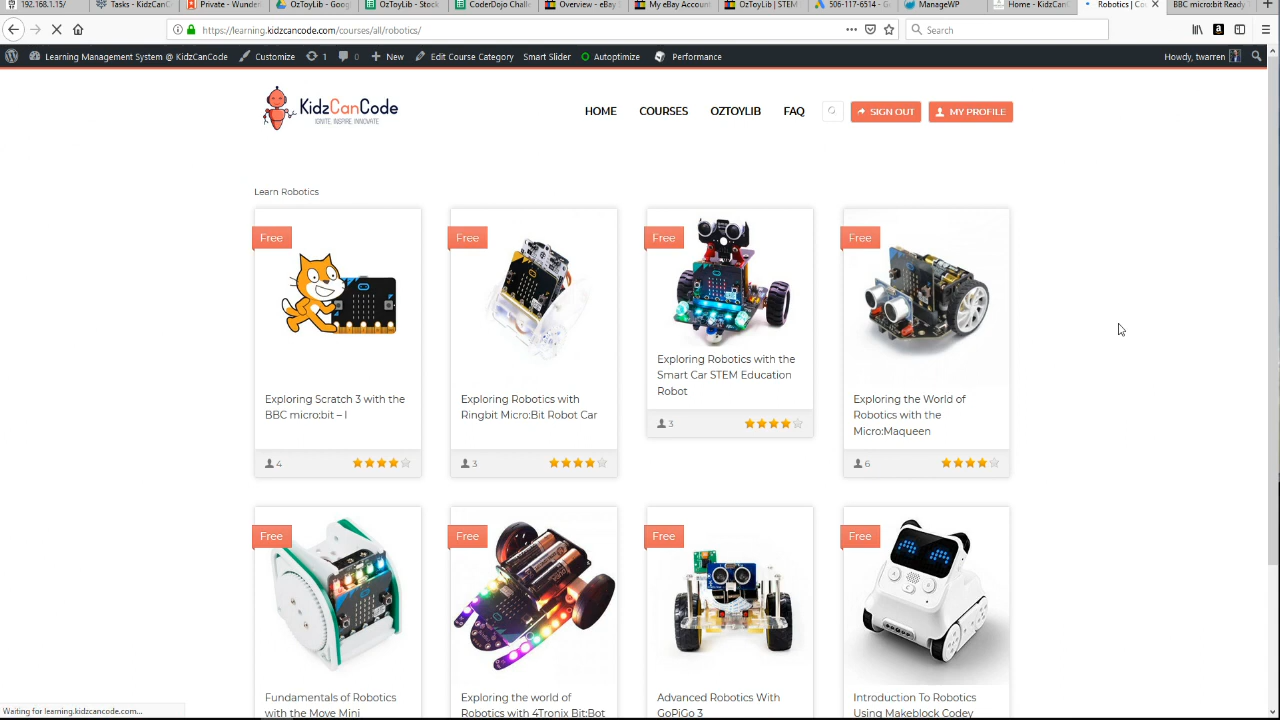 192.168.1.15/
Tasks - KidzCan
Private - Wunder
OzToyLib - Goog
OzToyLib - Stock
CoderDojo Challe
Overview - eBay
My eBay Account
OzToyLib | STEM
506-117-6514 - G
ManageWP
Home - KidzCan
Robotics | Co
BBC micro:bit Ready
https://learning.kidzcancode.com/courses/all/robotics/
Search
Learning Management System @ KidzCanCode
Customize
1
0
New
Edit Course Category
Smart Slider
Autoptimize
Performance
Howdy, twarren
KidzCanCode
IGNITE. INSPIRE. INNOVATE
HOME
COURSES
OZTOYLIB
FAQ
SIGN OUT
MY PROFILE
Learn Robotics
Free
Exploring Scratch 3 with the
BBC micro:bit – I
4
Free
Exploring Robotics with
Ringbit Micro:Bit Robot Car
3
Free
Exploring Robotics with the
Smart Car STEM Education
Robot
3
Free
Exploring the World of
Robotics with the
Micro:Maqueen
6
Free
Fundamentals of Robotics
with the Move Mini
Free
Exploring the world of
Robotics with 4Tronix Bit:Bot
Free
Advanced Robotics With
GoPiGo 3
Free
Introduction To Robotics
Using Makeblock Codey
Waiting for learning.kidzcancode.com...